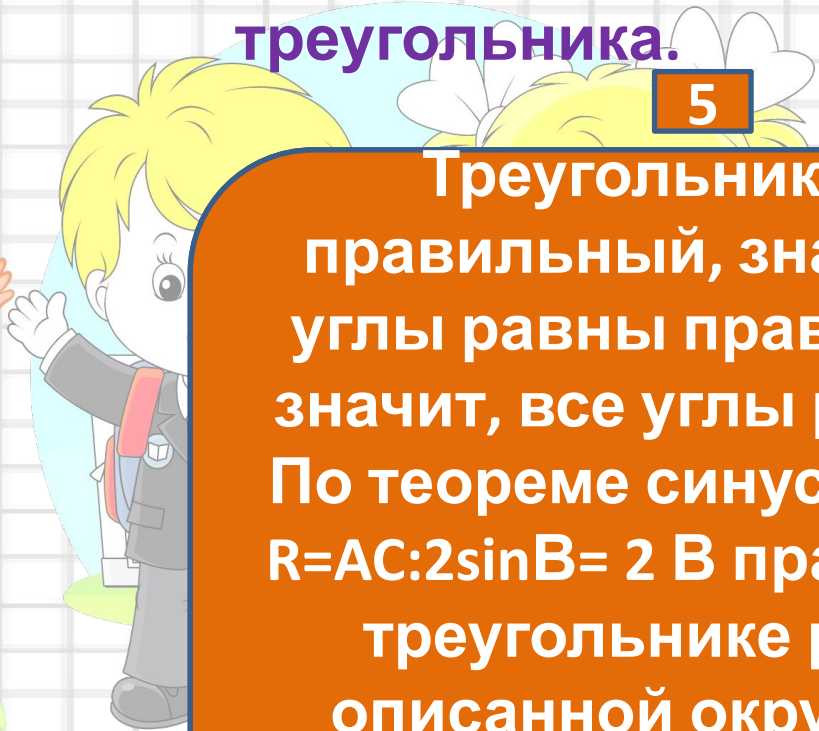 треугольника.
5
Треугольник
правильный, зна
углы равны прав
значит, все углы
По теореме синус
R=AC:2sinB= 2 В пра
треугольнике
описанной окру